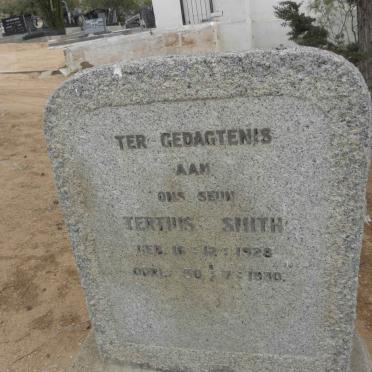 TER GEDAGTENIS
AAN
ONS SEUN
TERTIUS SMITH
GEB. 16 : 12 : 1928
OORL. 30 : 7 : 1930.